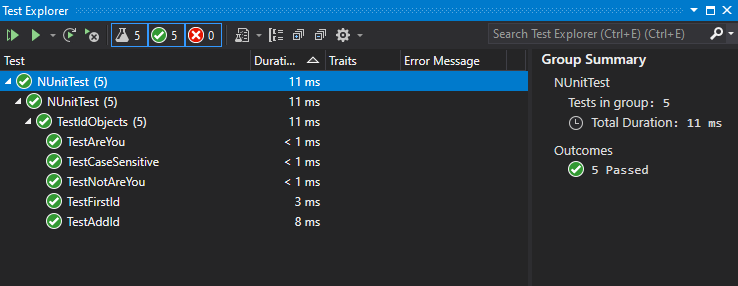 Test Explorer
5 5 0 Search Test Explorer (Ctrl+E) (Ctrl+E)
Test Durati... Traits Error Message
NUnitTest (5) 11 ms
NUnitTest (5) 11 ms
TestIdObjects (5) 11 ms
TestAreYou < 1 ms
TestCaseSensitive < 1 ms
TestNotAreYou < 1 ms
TestFirstId 3 ms
TestAddId 8 ms
Group Summary
NUnitTest
Tests in group: 5
Total Duration: 11 ms
Outcomes
5 Passed